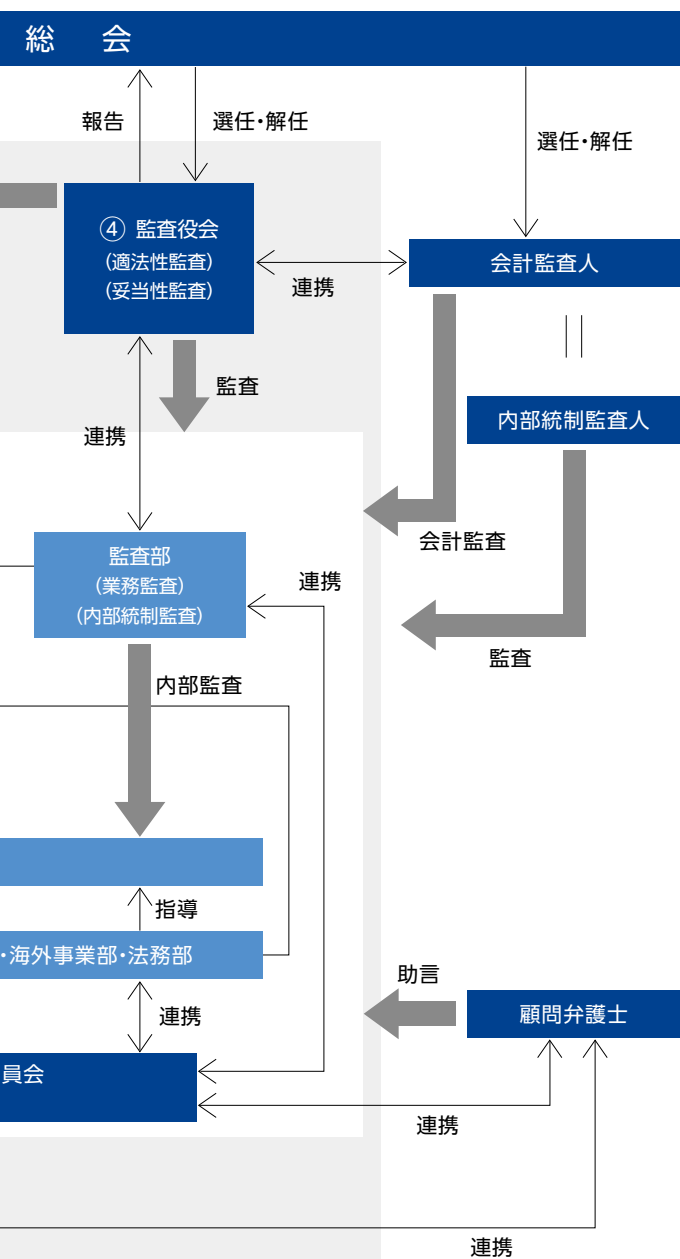 総 会
報告
選任・解任
選任・解任
④ 監査役会
(適法性監査)
(妥当性監査)
連携
会計監査人
監査
連携
内部統制監査人
会計監査
監査部
(業務監査)
(内部統制監査)
連携
監査
内部監査
指導
・海外事業部・法務部
助言
連携
顧問弁護士
員会
連携
連携